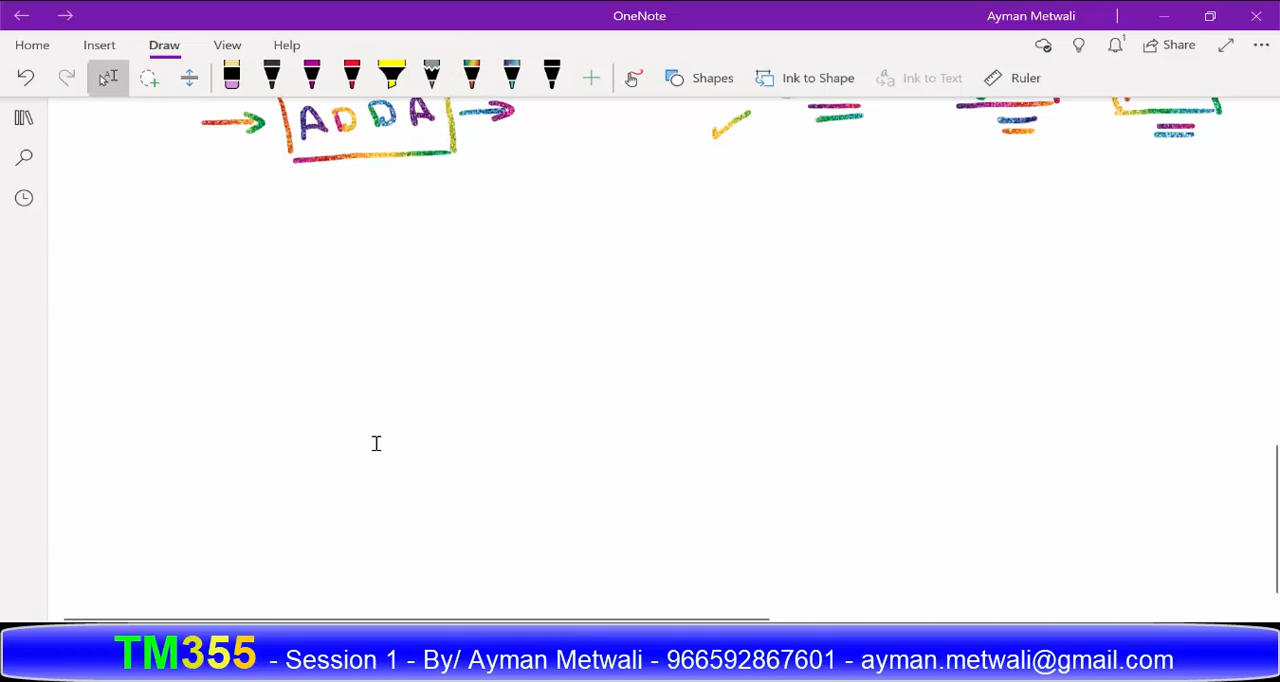 OneNote
Ayman Metwali
Home Insert Draw View Help
Share
Shapes Ink to Shape Ink to Text Ruler
ADDA
TM355 - Session 1 - By/ Ayman Metwali - 966592867601 - ayman.metwali@gmail.com